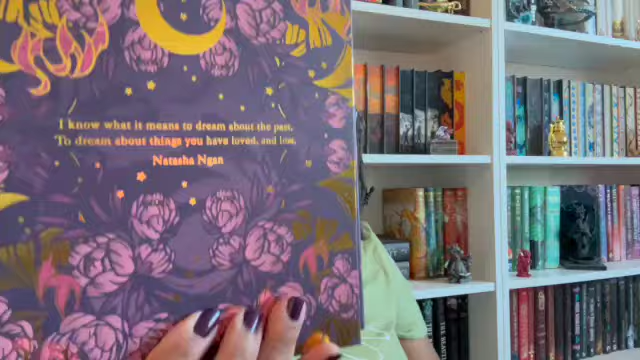 I know what it means to dream about the past.
To dream about things you have loved, and lost.
Natasha Ngan